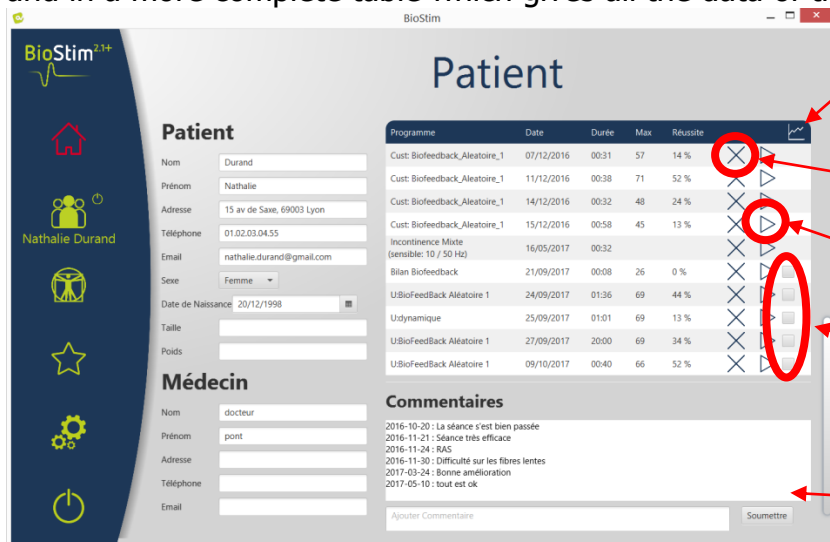 and in a more complete table which gives all the data of
BioStim
BioStim 2.1+
Patient
Nathalie Durand
Patient
Nom Durand
Prénom Nathalie
Adresse 15 av de Saxe, 69003 Lyon
Téléphone 01.02.03.04.55
Email nathalie.durand@gmail.com
Sexe Femme
Date de Naissance 20/12/1998
Taille
Poids
Médecin
Nom docteur
Prénom pont
Adresse
Téléphone
Email
Programme Date Durée Max Réussite
Cust: Biofeedback_Aleatoire_1 07/12/2016 00:31 57 14 %
Cust: Biofeedback_Aleatoire_1 11/12/2016 00:38 71 52 %
Cust: Biofeedback_Aleatoire_1 14/12/2016 00:32 48 24 %
Cust: Biofeedback_Aleatoire_1 15/12/2016 00:58 45 13 %
Incontinence Mixte
(sensible: 10 / 50 Hz) 16/05/2017 00:32
Bilan Biofeedback 21/09/2017 00:08 26 0 %
U:BioFeedBack Aléatoire 1 24/09/2017 01:36 69 44 %
U:dynamique 25/09/2017 01:01 69 13 %
U:BioFeedBack Aléatoire 1 27/09/2017 20:00 69 34 %
U:BioFeedBack Aléatoire 1 09/10/2017 00:40 66 52 %
Commentaires
2016-10-20 : La séance s'est bien passée
2016-11-21 : Séance très efficace
2016-11-24 : RAS
2016-11-30 : Difficulté sur les fibres lentes
2017-03-24 : Bonne amélioration
2017-05-10 : tout est ok
Ajouter Commentaire Soumettre